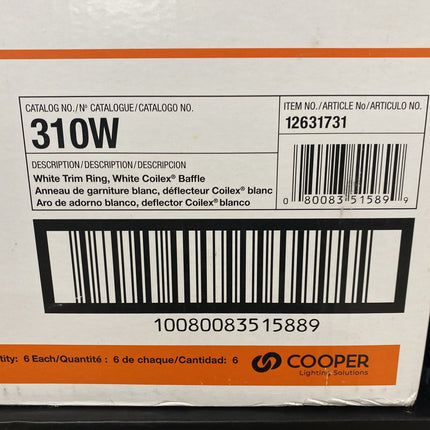 CATALOG NO./Nº CATALOGUE/CATALOGO NO.
310W
ITEM NO./ARTICLE No/ARTICULO NO.
12631731
DESCRIPTION/DESCRIPTION/DESCRIPCION
White Trim Ring, White Coilex® Baffle
Anneau de garniture blanc, déflecteur Coilex® blanc
Aro de adorno blanco, deflector Coilex® blanco
0 80083 51589 9
10080083515889
tity: 6 Each/Quantité : 6 de chaque/Cantidad: 6
COOPER
Lighting Solutions